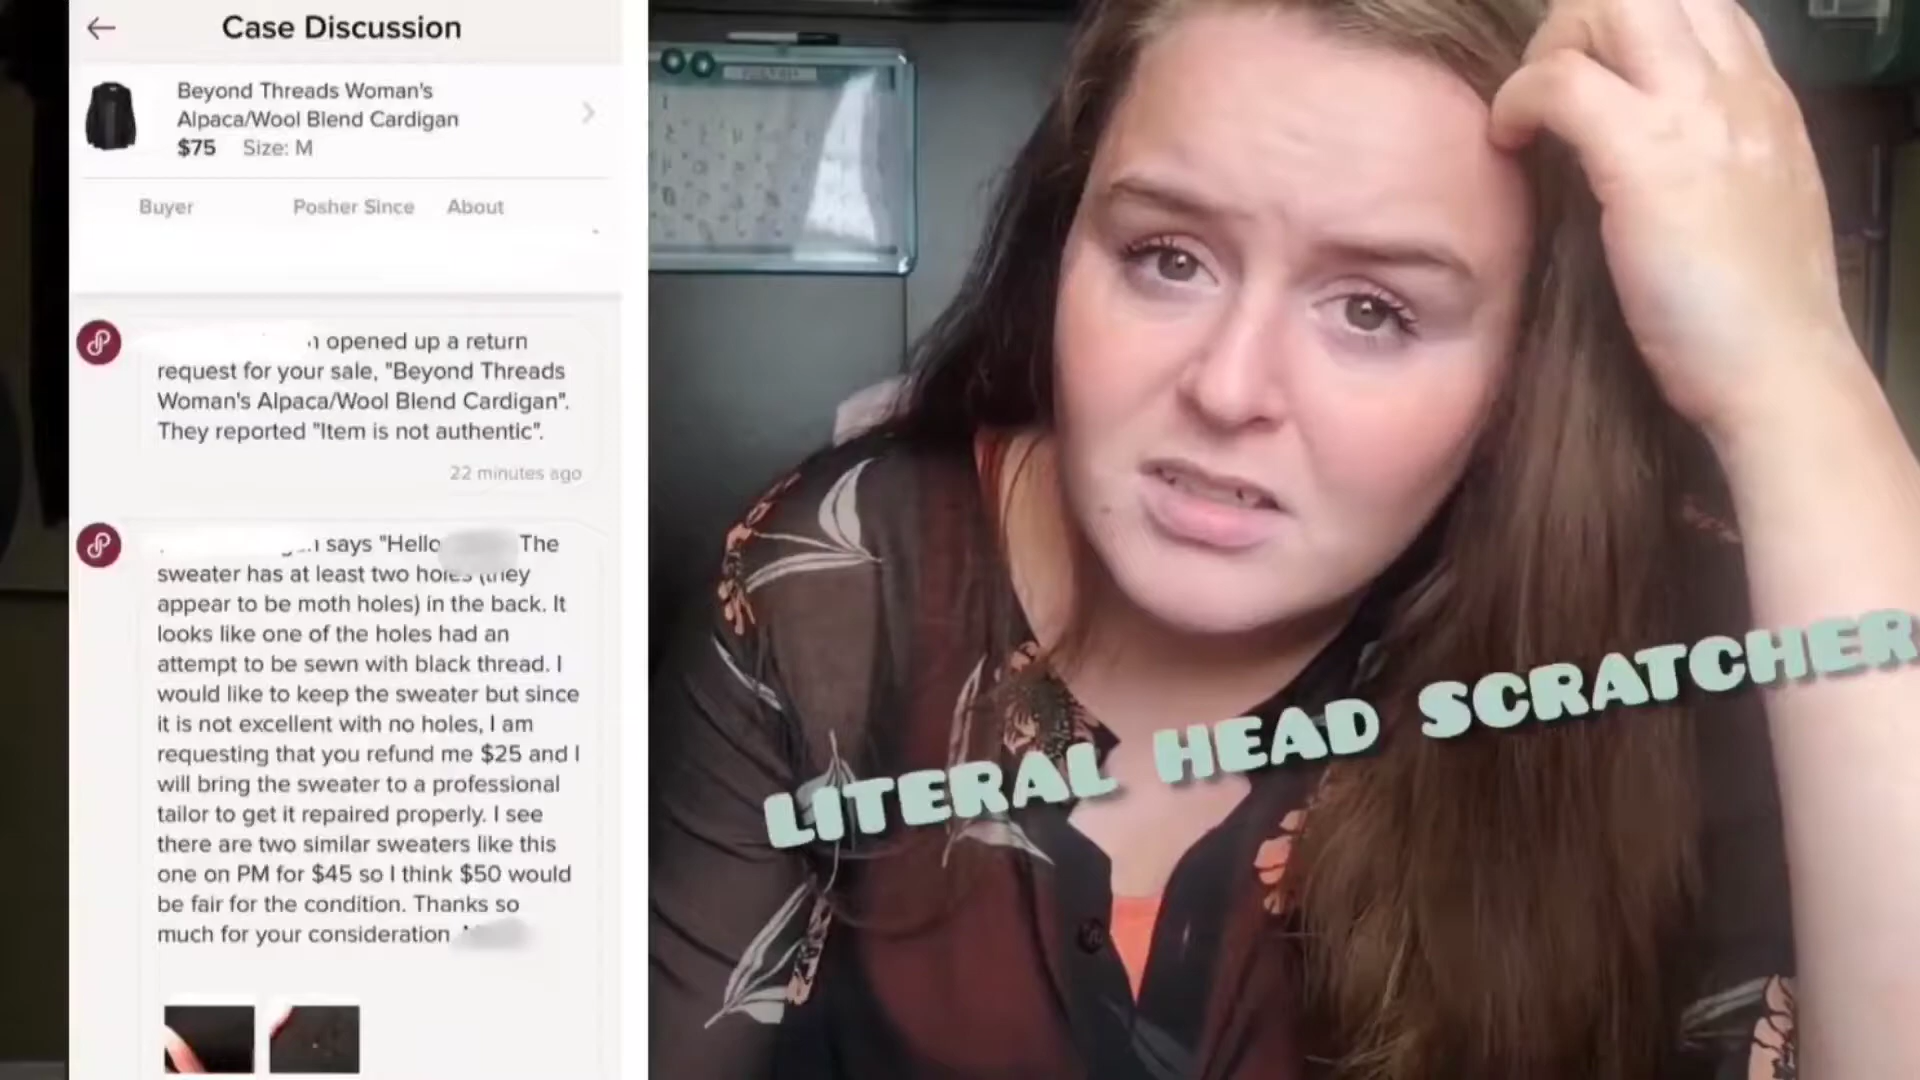 Case Discussion
Beyond Threads Woman's
Alpaca/Wool Blend Cardigan
$75 Size: M
Buyer Posher Since About
opened up a return
request for your sale, "Beyond Threads
Woman's Alpaca/Wool Blend Cardigan".
They reported "Item is not authentic".
22 minutes ago
says "Hello The
sweater has at least two holes (they
appear to be moth holes) in the back. It
looks like one of the holes had an
attempt to be sewn with black thread. I
would like to keep the sweater but since
it is not excellent with no holes, I am
requesting that you refund me $25 and I
will bring the sweater to a professional
tailor to get it repaired properly. I see
there are two similar sweaters like this
one on PM for $45 so I think $50 would
be fair for the condition. Thanks so
much for your consideration
LITERAL HEAD SCRATCHER